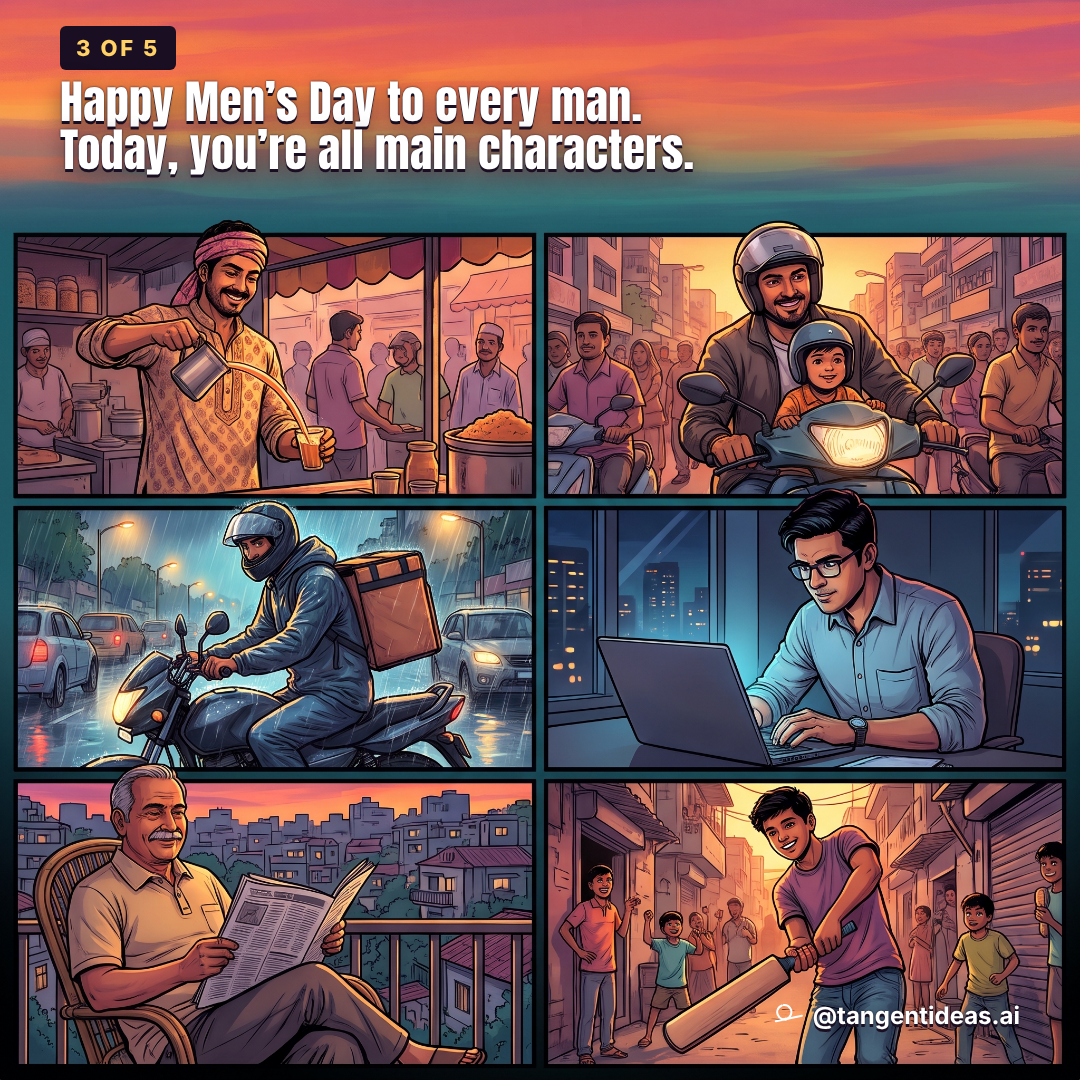 3 OF 5
Happy Men’s Day to every man.
Today, you’re all main characters.
@tangentideas.ai